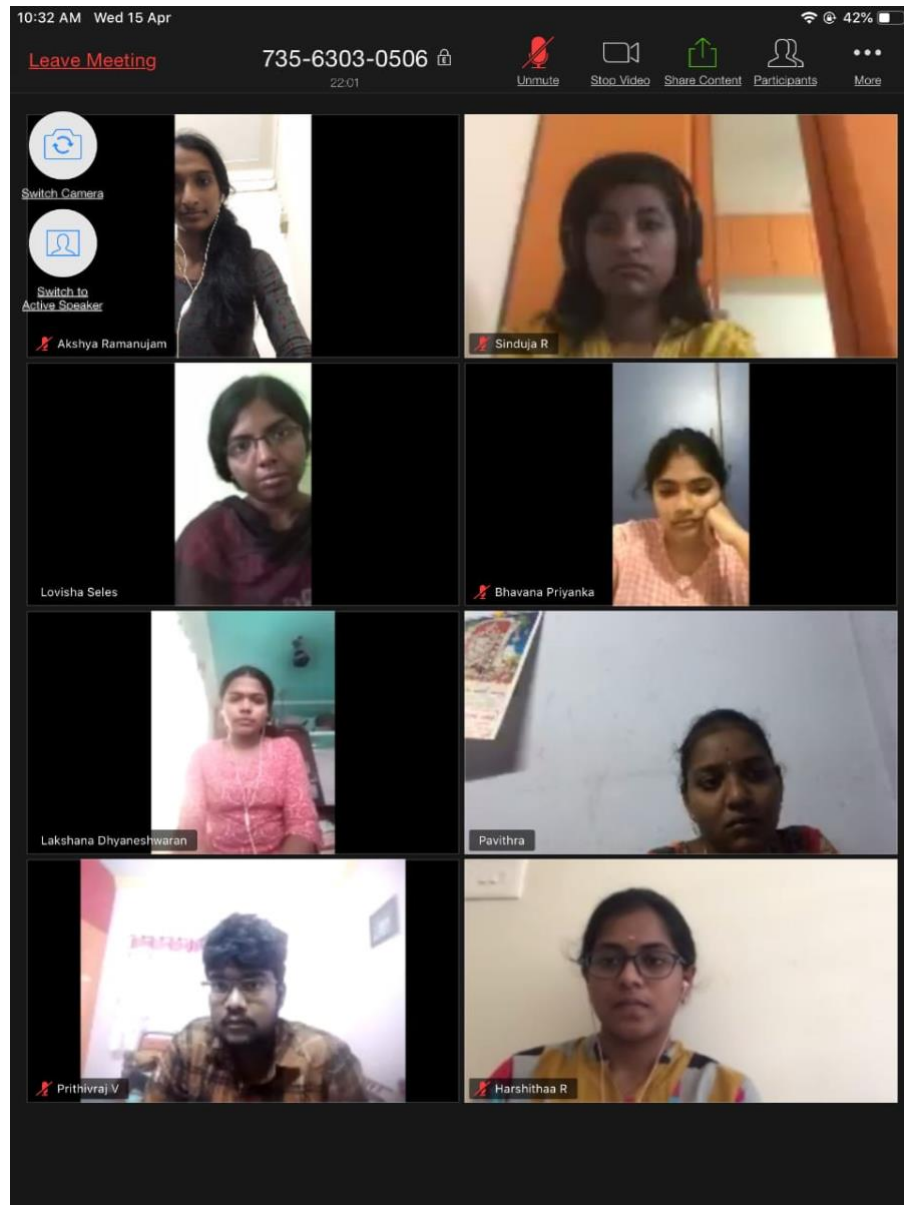 10:32 AM Wed 15 Apr
42%
Leave Meeting
735-6303-0506
22:01
Unmute
Stop Video
Share Content
Participants
More
Switch Camera
Switch to
Active Speaker
Akshya Ramanujam
Sinduja R
Lovisha Seles
Bhavana Priyanka
Lakshana Dhyaneshwaran
Pavithra
Prithivraj V
Harshithaa R